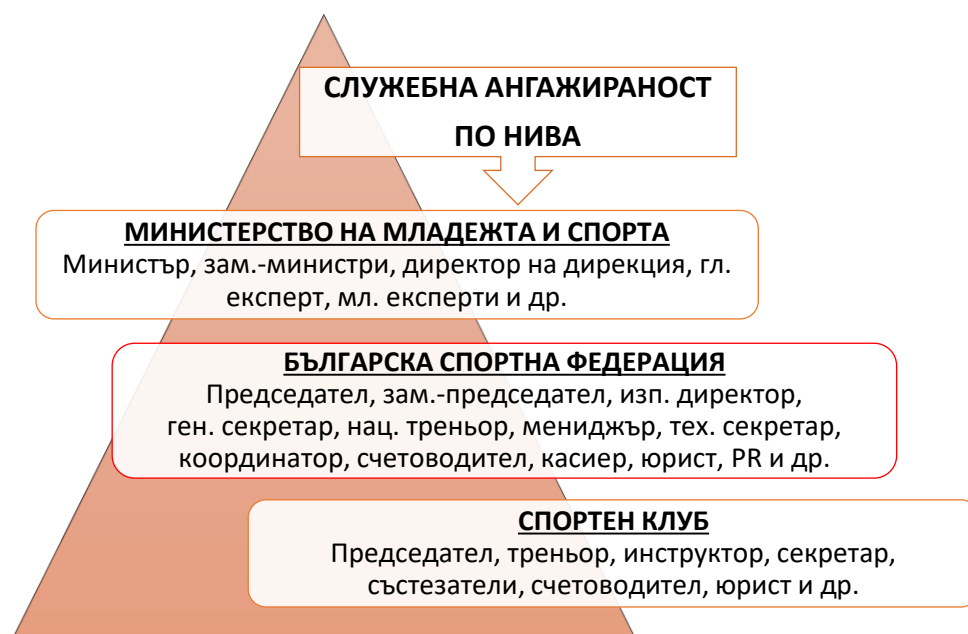 СЛУЖЕБНА АНГАЖИРАНОСТ
ПО НИВА
МИНИСТЕРСТВО НА МЛАДЕЖТА И СПОРТА
Министър, зам.-министри, директор на дирекция, гл.
експерт, мл. експерти и др.
БЪЛГАРСКА СПОРТНА ФЕДЕРАЦИЯ
Председател, зам.-председател, изп. директор,
ген. секретар, нац. треньор, мениджър, тех. секретар,
координатор, счетоводител, касиер, юрист, PR и др.
СПОРТЕН КЛУБ
Председател, треньор, инструктор, секретар,
състезатели, счетоводител, юрист и др.